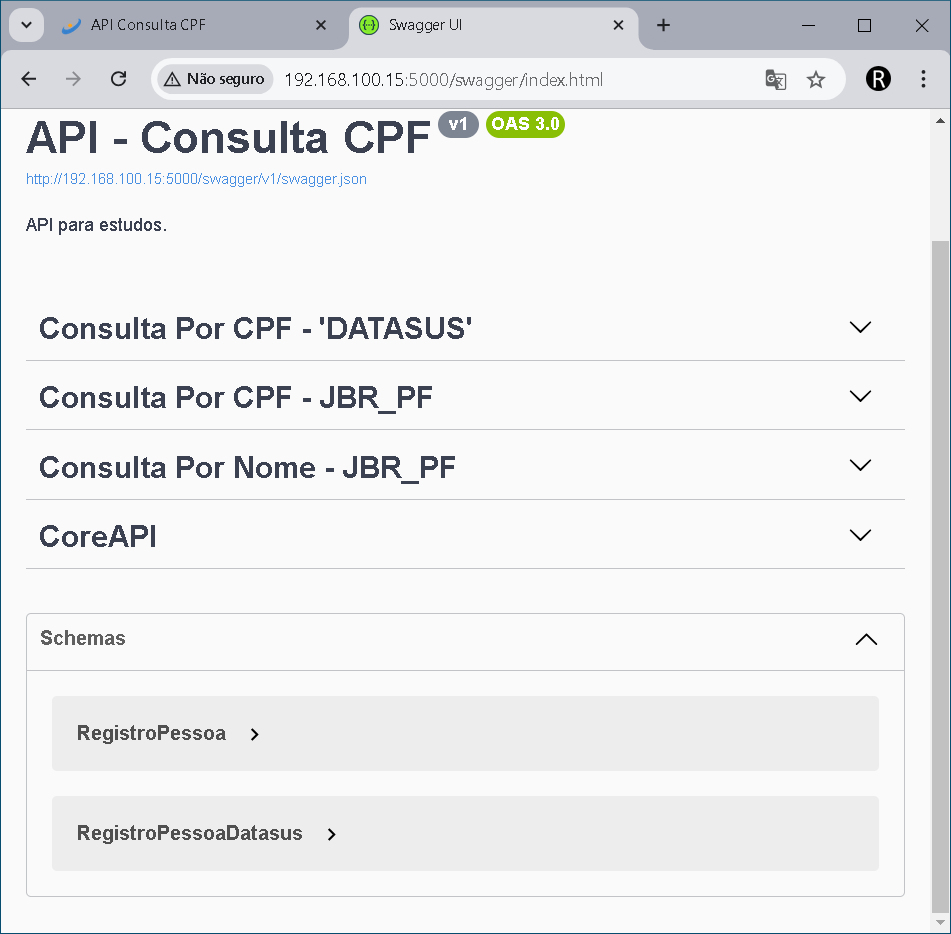 API Consulta CPF
Swagger UI
Não seguro
192.168.100.15:5000/swagger/index.html
R
API - Consulta CPF v1 OAS 3.0
http://192.168.100.15:5000/swagger/v1/swagger.json
API para estudos.
Consulta Por CPF - 'DATASUS'
Consulta Por CPF - JBR_PF
Consulta Por Nome - JBR_PF
CoreAPI
Schemas
RegistroPessoa
RegistroPessoaDatasus